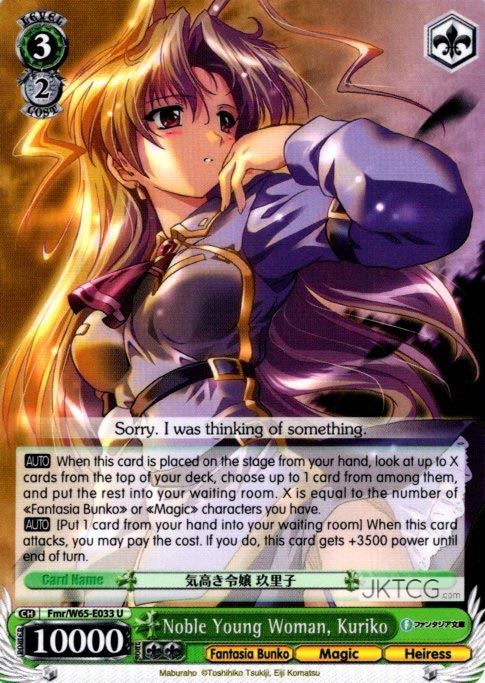 LEVEL
3
2
COST
Sorry. I was thinking of something.
AUTO When this card is placed on the stage from your hand, look at up to X
cards from the top of your deck, choose up to 1 card from among them,
and put the rest into your waiting room. X is equal to the number of
«Fantasia Bunko» or «Magic» characters you have.
AUTO [Put 1 card from your hand into your waiting room] When this card
attacks, you may pay the cost. If you do, this card gets +3500 power until
end of turn.
Card Name 気高き令嬢 玖里子
JKTCG.com
CH Fmr/W65-E033 U
POWER 10000 SOUL Noble Young Woman, Kuriko ファンタジア文庫
Fantasia Bunko Magic Heiress
Maburaho ©Toshihiko Tsukiji, Eiji Komatsu